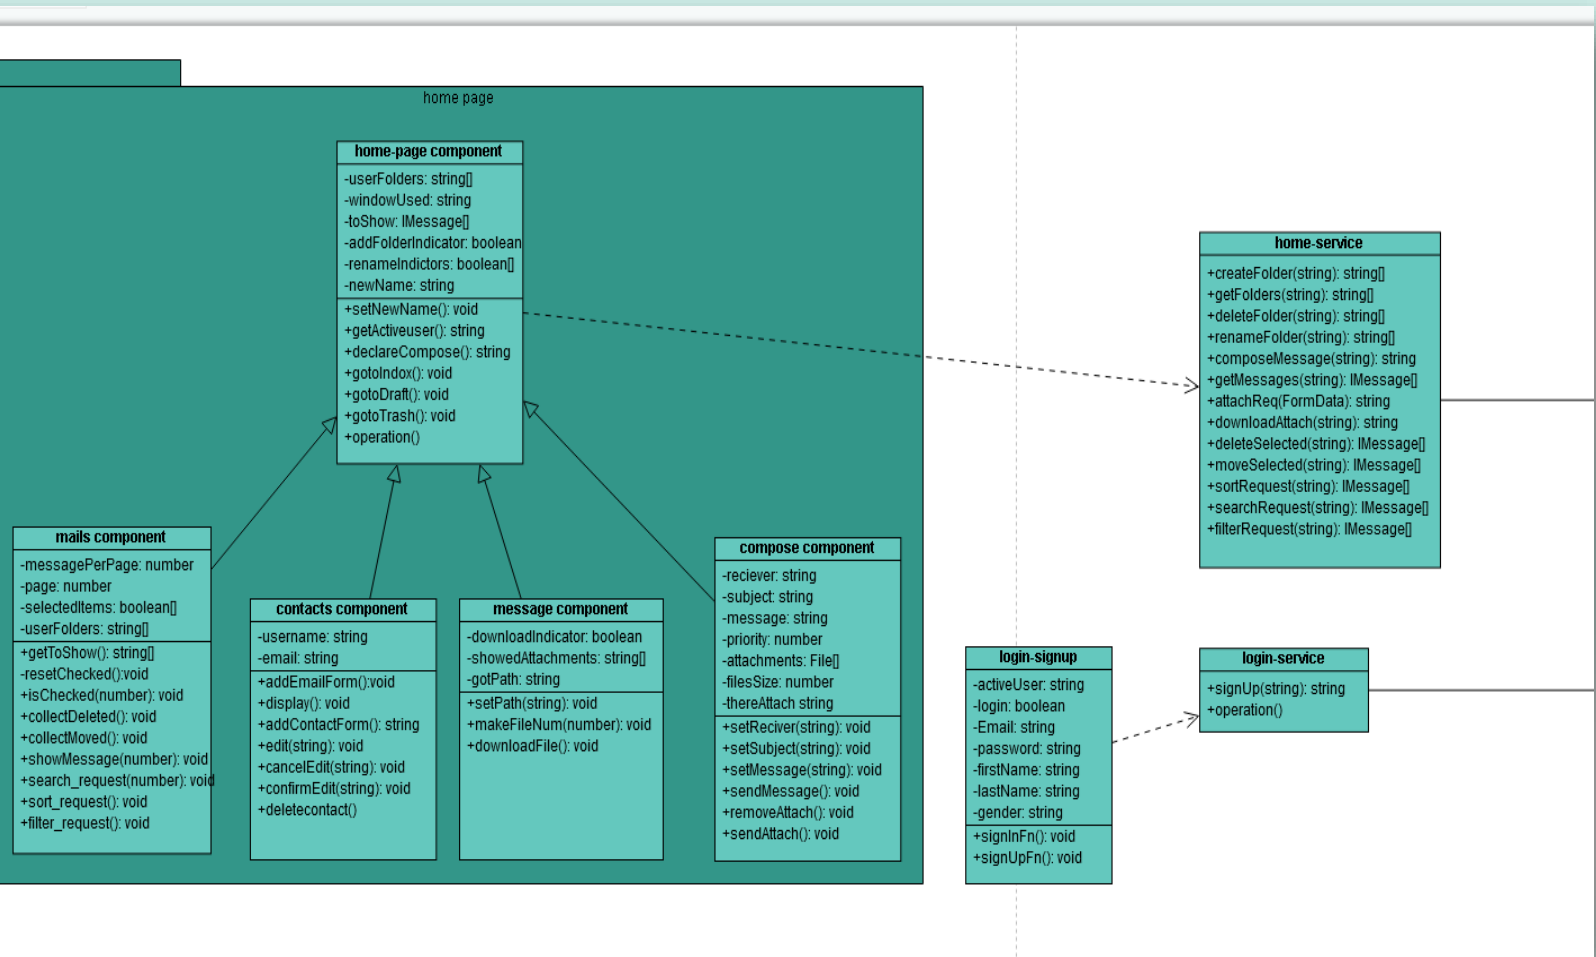 home page
home-page component
-userFolders: string[]
-windowUsed: string
-toShow: IMessage[]
-addFolderIndicator: boolean
-renameIndictors: boolean[]
-newName: string
+setNewName(): void
+getActiveuser(): string
+declareCompose(): string
+gotoIndox(): void
+gotoDraft(): void
+gotoTrash(): void
+operation()
home-service
+createFolder(string): string[]
+getFolders(string): string[]
+deleteFolder(string): string[]
+renameFolder(string): string[]
+composeMessage(string): string
+getMessages(string): IMessage[]
+attachReq(FormData): string
+downloadAttach(string): string
+deleteSelected(string): IMessage[]
+moveSelected(string): IMessage[]
+sortRequest(string): IMessage[]
+searchRequest(string): IMessage[]
+filterRequest(string): IMessage[]
mails component
-messagePerPage: number
-page: number
-selectedItems: boolean[]
-userFolders: string[]
+getToShow(): string[]
-resetChecked():void
+isChecked(number): void
+collectDeleted(): void
+collectMoved(): void
+showMessage(number): void
+search_request(number): void
+sort_request(): void
+filter_request(): void
contacts component
-username: string
-email: string
+addEmailForm():void
+display(): void
+addContactForm(): string
+edit(string): void
+cancelEdit(string): void
+confirmEdit(string): void
+deletecontact()
message component
-downloadIndicator: boolean
-showedAttachments: string[]
-gotPath: string
+setPath(string): void
+makeFileNum(number): void
+downloadFile(): void
compose component
-reciever: string
-subject: string
-message: string
-priority: number
-attachments: File[]
-filesSize: number
-thereAttach string
+setReciver(string): void
+setSubject(string): void
+setMessage(string): void
+sendMessage(): void
+removeAttach(): void
+sendAttach(): void
login-signup
-activeUser: string
-login: boolean
-Email: string
-password: string
-firstName: string
-lastName: string
-gender: string
+signInFn(): void
+signUpFn(): void
login-service
+signUp(string): string
+operation()